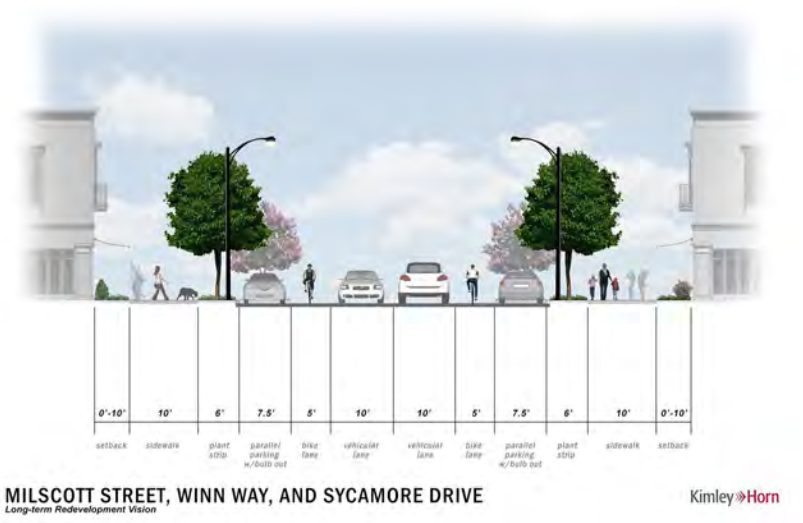 0'-10' 10' 6' 7.5' 5' 10' 10' 5' 7.5' 6' 10' 0'-10'
setback sidewalk plant strip parallel parking w/bulb out bike lane vehicular lane vehicular lane bike lane parallel parking w/bulb out plant strip sidewalk setback
MILSCOTT STREET, WINN WAY, AND SYCAMORE DRIVE
Long-term Redevelopment Vision
Kimley»Horn